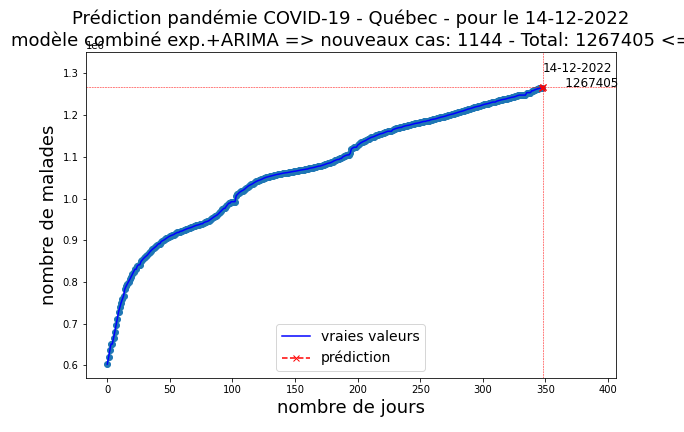 Prédiction pandémie COVID-19 - Québec - pour le 14-12-2022
modèle combiné exp.+ARIMA => nouveaux cas: 1144 - Total: 1267405 <=
1e6
14-12-2022
1267405
1.3
1.2
1.1
1.0
0.9
0.8
0.7
0.6
nombre de malades
vraies valeurs
prédiction
0 50 100 150 200 250 300 350 400
nombre de jours